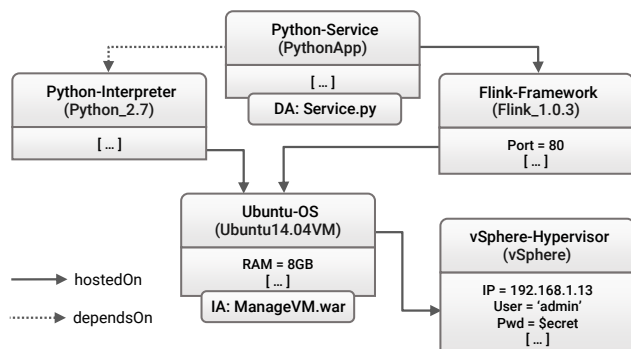 Python-Service
(PythonApp)
[ ... ]
DA: Service.py
Python-Interpreter
(Python_2.7)
[ ... ]
Flink-Framework
(Flink_1.0.3)
Port = 80
[ ... ]
Ubuntu-OS
(Ubuntu14.04VM)
RAM = 8GB
[ ... ]
IA: ManageVM.war
vSphere-Hypervisor
(vSphere)
IP = 192.168.1.13
User = ‘admin’
Pwd = $ecret
[ ... ]
hostedOn
dependsOn